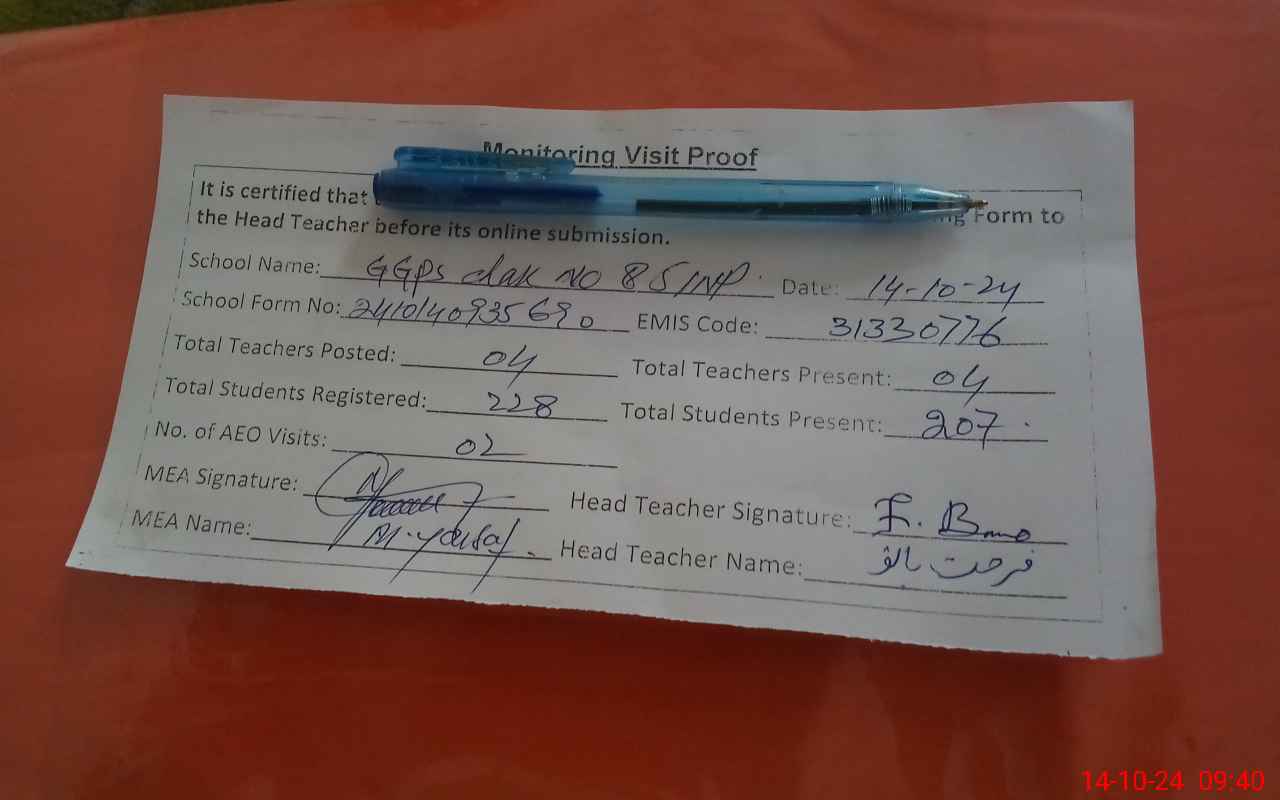 Monitoring Visit Proof
It is certified that Form to
the Head Teacher before its online submission.
School Name: GGPS chak NO 85/NP. Date: 14-10-24
School Form No: 2410140935690 EMIS Code: 31330776
Total Teachers Posted: 04 Total Teachers Present: 04
Total Students Registered: 228 Total Students Present: 207.
No. of AEO Visits: 02
MEA Signature: Head Teacher Signature: F. Bano
MEA Name: M. yousaf. Head Teacher Name: فرحت بانو
14-10-24 09:40